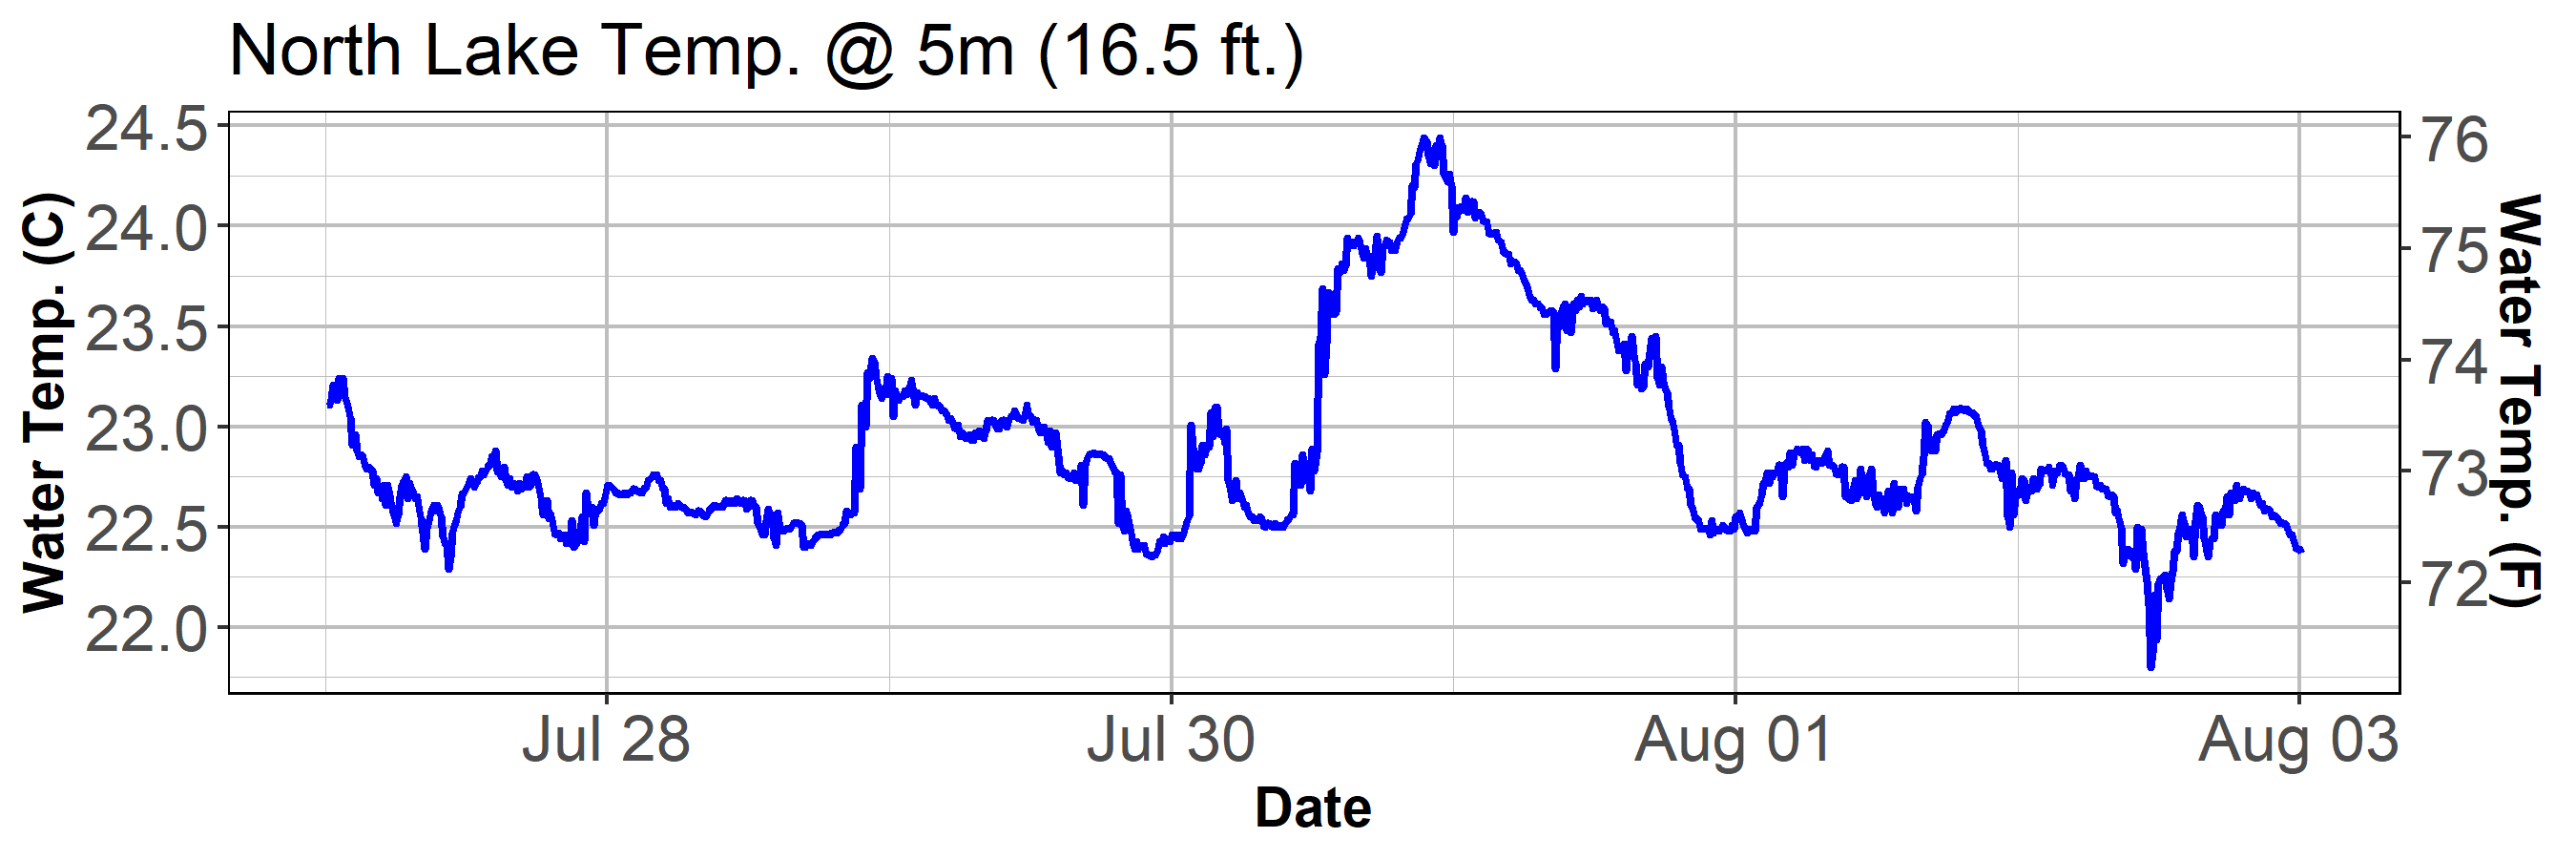 North Lake Temp. @ 5m (16.5 ft.)
Water Temp. (C)
24.5
24.0
23.5
23.0
22.5
22.0
76
75
74
73
72
Water Temp. (F)
Jul 28
Jul 30
Aug 01
Aug 03
Date